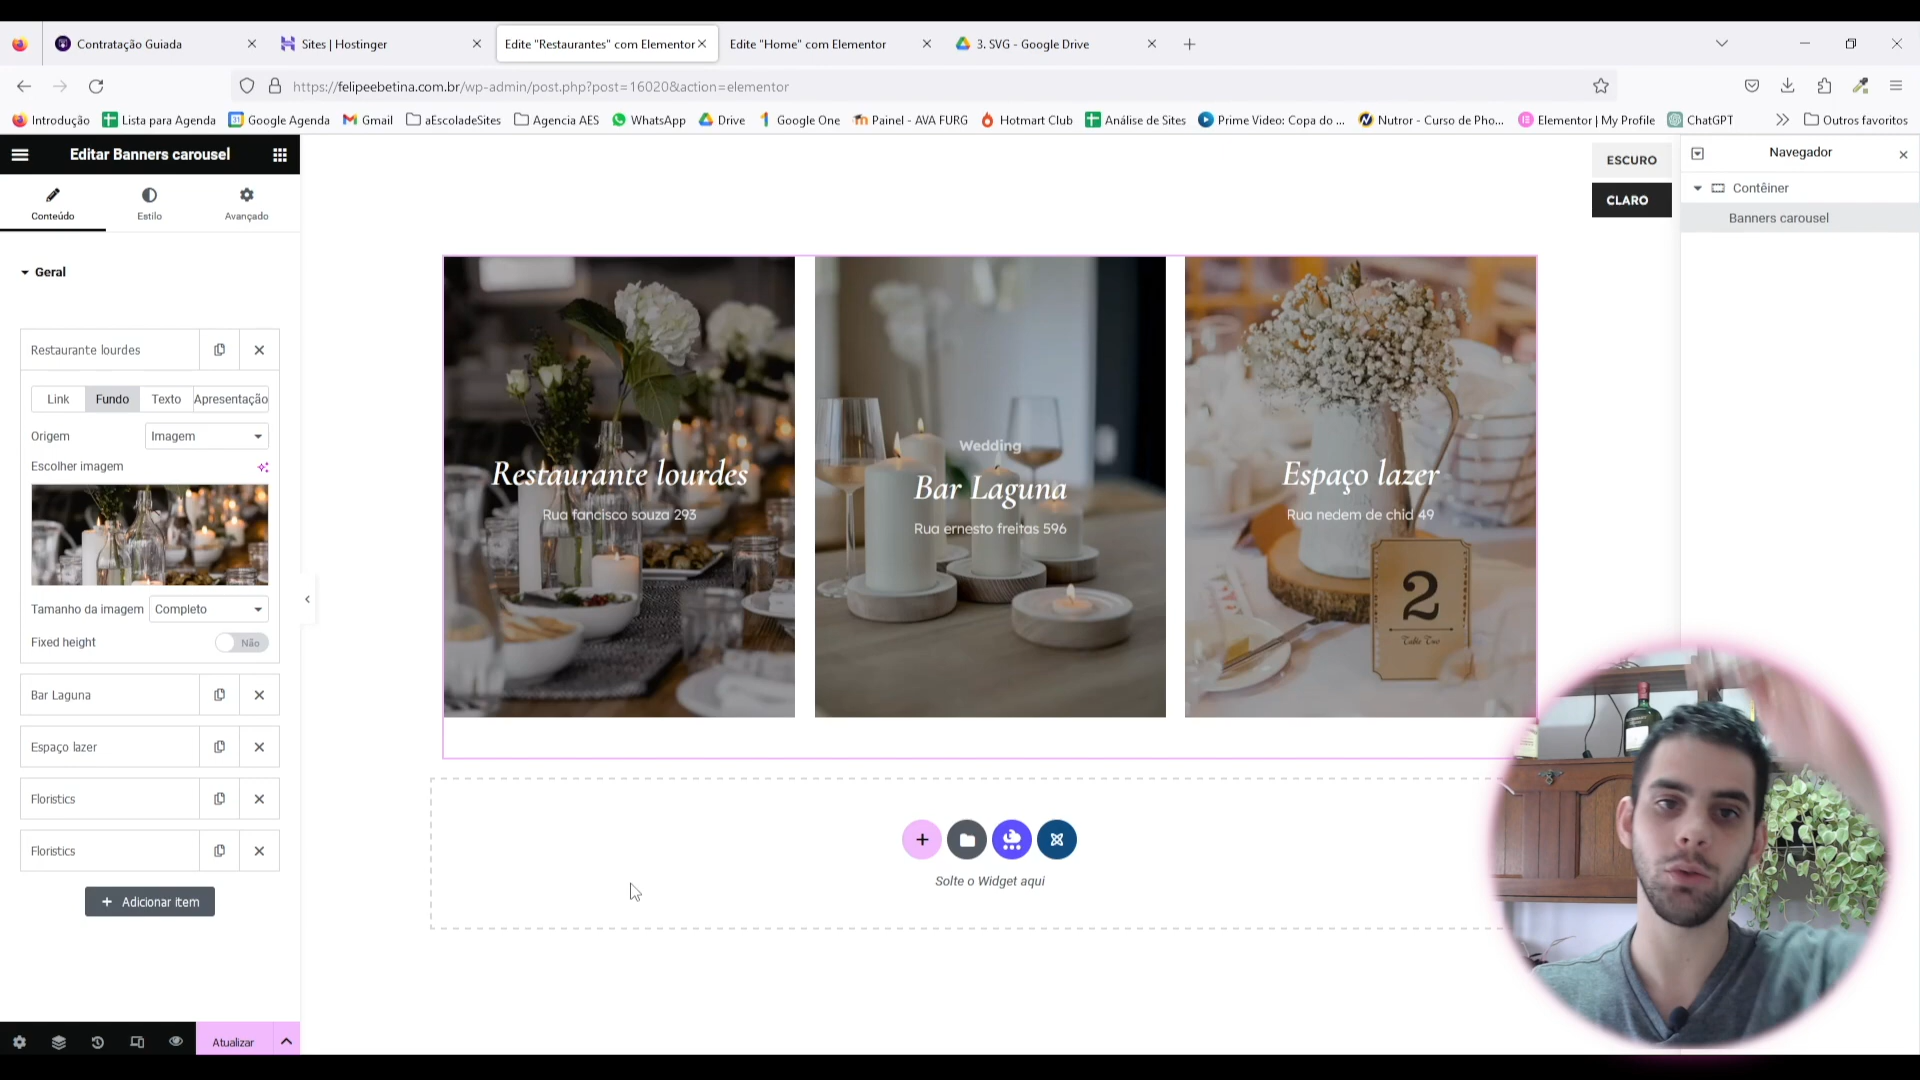 Contratação Guiada
Sites | Hostinger
Edite "Restaurantes" com Elementor
Edite "Home" com Elementor
3. SVG - Google Drive
https://felipeebetina.com.br/wp-admin/post.php?post=16020&action=elementor
Introdução
Lista para Agenda
Google Agenda
Gmail
aEscoladeSites
Agencia AES
WhatsApp
Drive
Google One
Painel - AVA FURG
Hotmart Club
Análise de Sites
Prime Video: Copa do ...
Nutror - Curso de Pho...
Elementor | My Profile
ChatGPT
Outros favoritos
Editar Banners carousel
Conteúdo
Estilo
Avançado
Geral
Restaurante lourdes
Link
Fundo
Texto
Apresentação
Origem
Imagem
Escolher imagem
Tamanho da imagem
Completo
Fixed height
Não
Bar Laguna
Espaço lazer
Floristics
Floristics
Adicionar item
Atualizar
ESCURO
CLARO
Restaurante lourdes
Rua fancisco souza 293
Wedding
Bar Laguna
Rua ernesto freitas 596
Espaço lazer
Rua nedem de chid 49
2
Table Two
Solte o Widget aqui
Navegador
Contêiner
Banners carousel